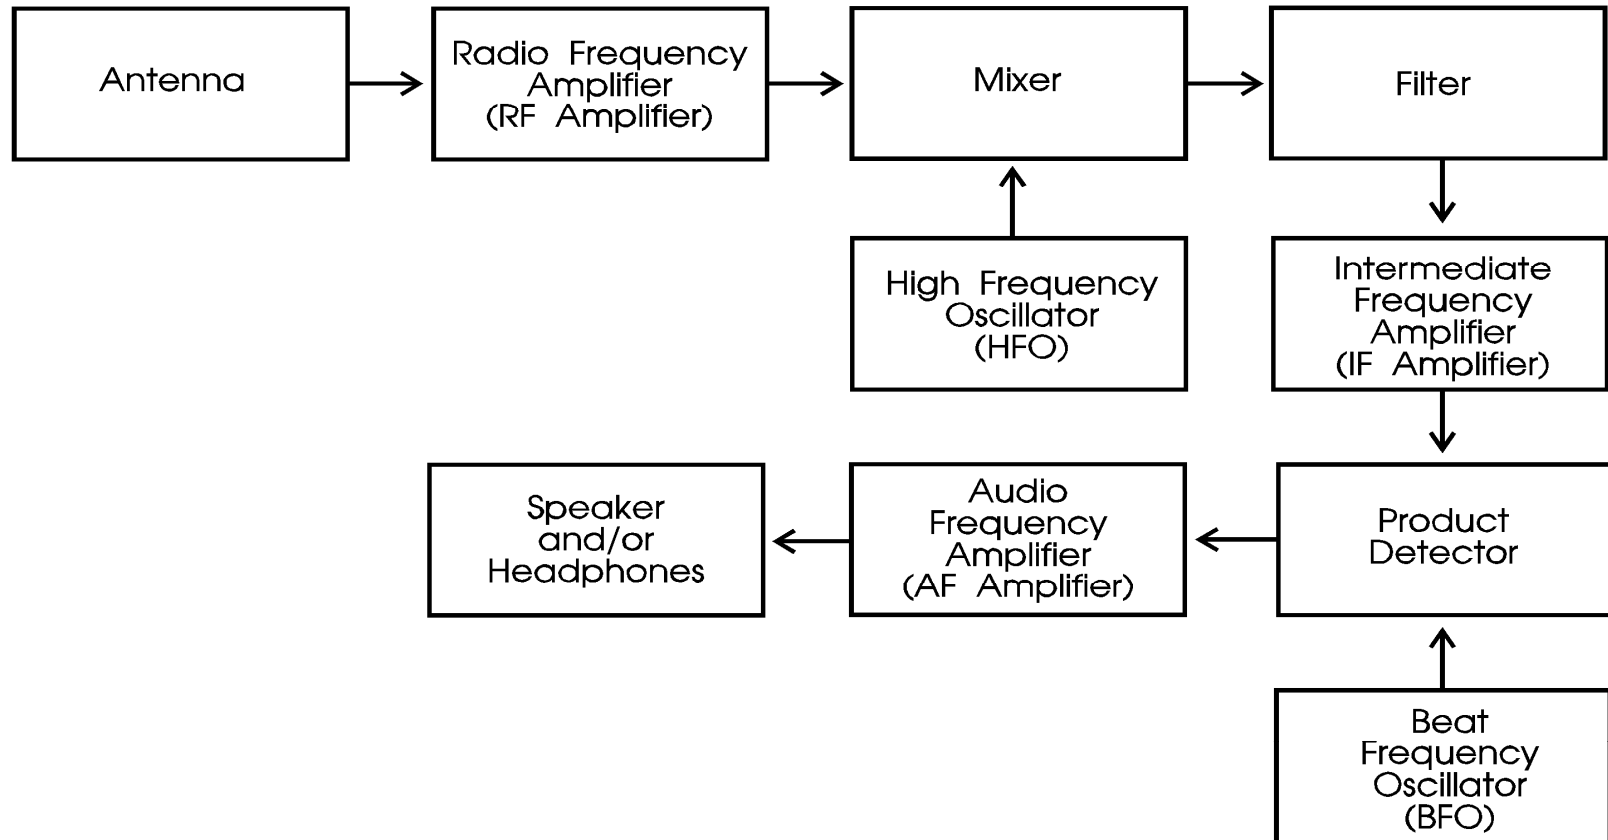 Antenna
Radio Frequency
Amplifier
(RF Amplifier)
Mixer
Filter
High Frequency
Oscillator
(HFO)
Intermediate
Frequency
Amplifier
(IF Amplifier)
Speaker
and/or
Headphones
Audio
Frequency
Amplifier
(AF Amplifier)
Product
Detector
Beat
Frequency
Oscillator
(BFO)